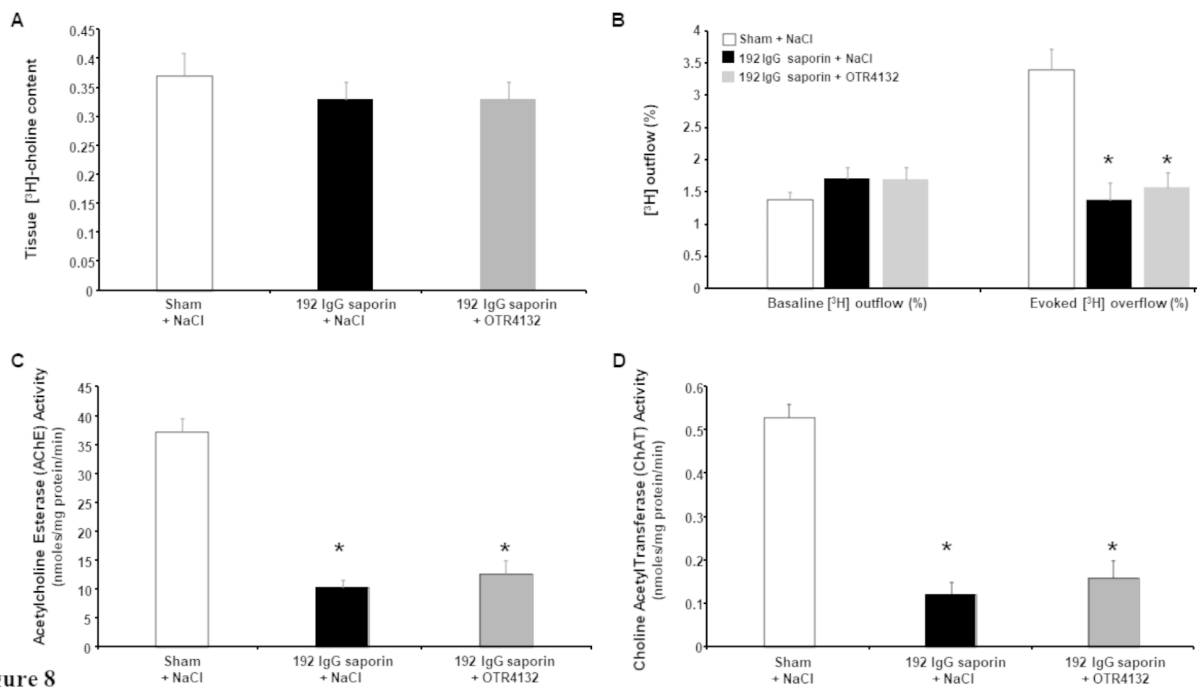 A
Tissue [³H]-choline content
0.45
0.4
0.35
0.3
0.25
0.2
0.15
0.1
0.05
0
Sham
+ NaCl
192 IgG saporin
+ NaCl
192 IgG saporin
+ OTR4132
B
[³H] outflow (%)
4
3.5
3
2.5
2
1.5
1
0.5
0
Sham + NaCl
192 IgG saporin + NaCl
192 IgG saporin + OTR4132
*
*
Basaline [³H] outflow (%)
Evoked [³H] overflow (%)
C
Acetylcholine Esterase (AChE) Activity
(nmoles/mg protein/min)
45
40
35
30
25
20
15
10
5
0
*
*
Sham
+ NaCl
192 IgG saporin
+ NaCl
192 IgG saporin
+ OTR4132
D
Choline AcetylTransferase (ChAT) Activity
(nmoles/mg protein/min)
0.6
0.5
0.4
0.3
0.2
0.1
0
*
*
Sham
+ NaCl
192 IgG saporin
+ NaCl
192 IgG saporin
+ OTR4132
gure 8